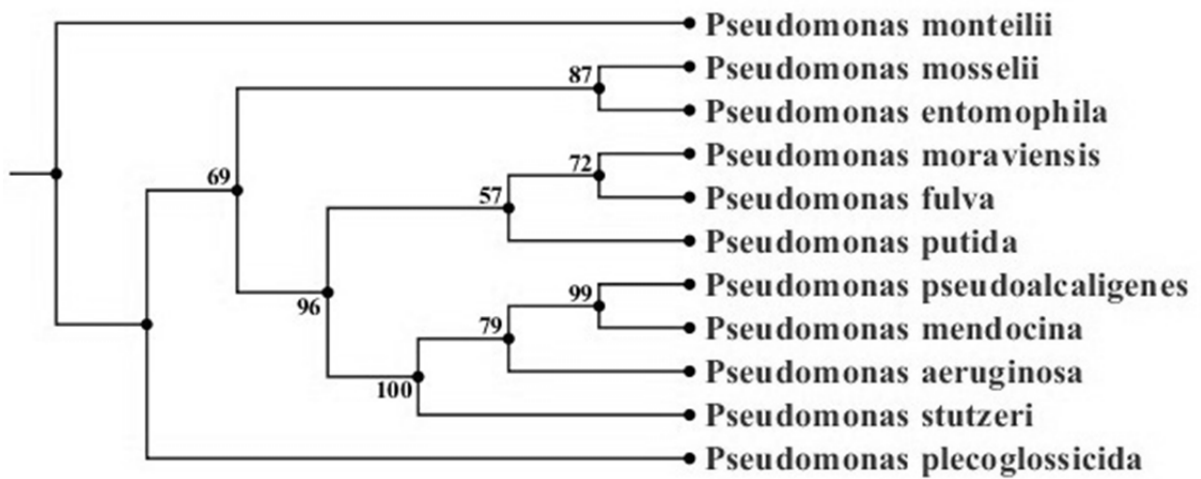 Pseudomonas monteilii
87
Pseudomonas mosselii
Pseudomonas entomophila
Pseudomonas moraviensis
72
69
57
Pseudomonas fulva
Pseudomonas putida
Pseudomonas pseudoalcaligenes
99
96
79
Pseudomonas mendocina
Pseudomonas aeruginosa
100
Pseudomonas stutzeri
Pseudomonas plecoglossicida